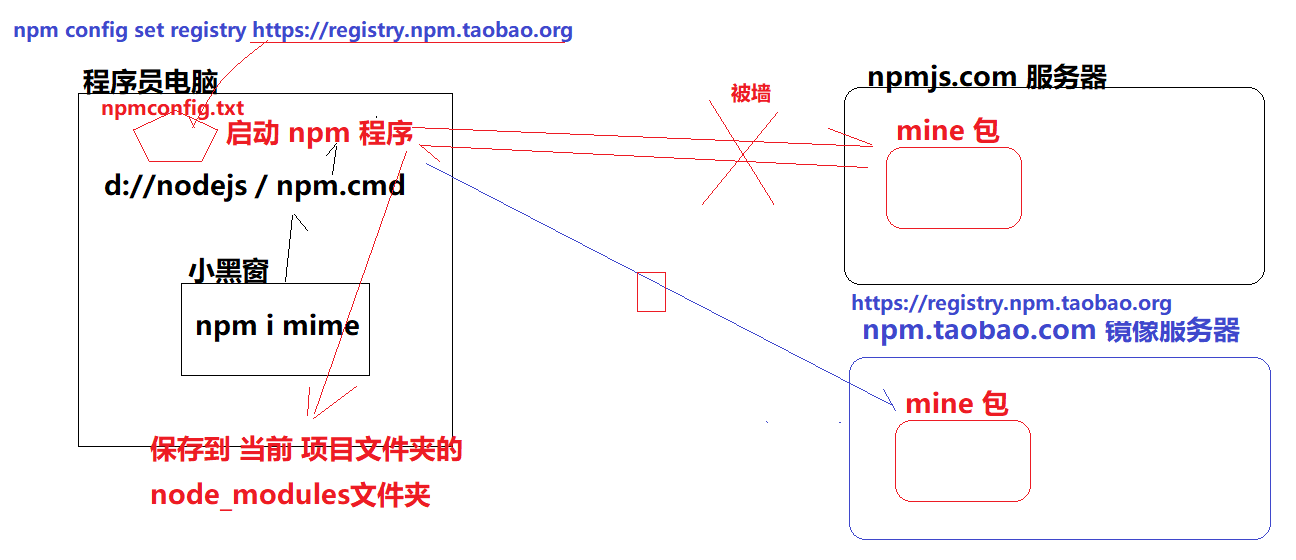 npm config set registry https://registry.npm.taobao.org
程序员电脑
npmconfig.txt
启动 npm 程序
d://nodejs / npm.cmd
小黑窗
npm i mime
保存到 当前 项目文件夹的
node_modules文件夹
被墙
npmjs.com 服务器
mine 包
https://registry.npm.taobao.org
npm.taobao.com 镜像服务器
mine 包